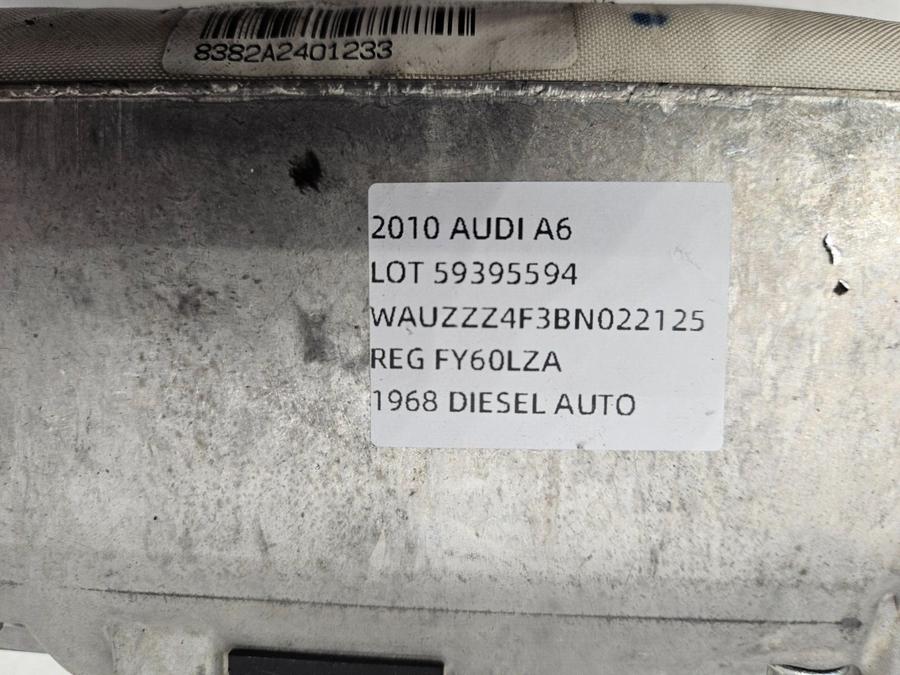 8382A2401233
2010 AUDI A6
LOT 59395594
WAUZZZ4F3BN022125
REG FY60LZA
1968 DIESEL AUTO